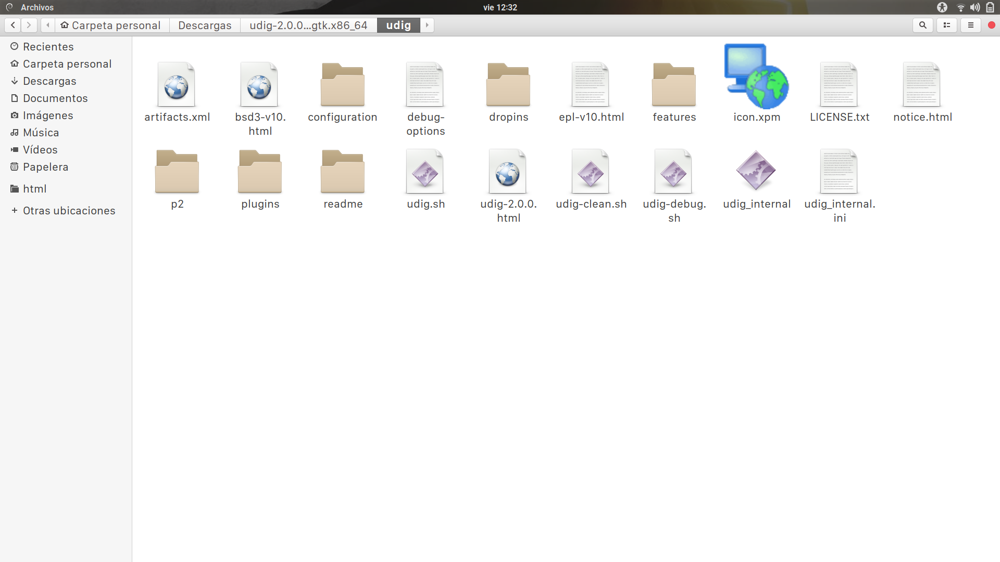 Archivos
vie 12:32
Carpeta personal
Descargas
udig-2.0.0...gtk.x86_64
udig
Recientes
Carpeta personal
Descargas
Documentos
Imágenes
Música
Vídeos
Papelera
html
Otras ubicaciones
artifacts.xml
bsd3-v10.
html
configuration
debug-
options
dropins
epl-v10.html
features
icon.xpm
LICENSE.txt
notice.html
p2
plugins
readme
udig.sh
udig-2.0.0.
html
udig-clean.sh
udig-debug.
sh
udig_internal
udig_internal.
ini